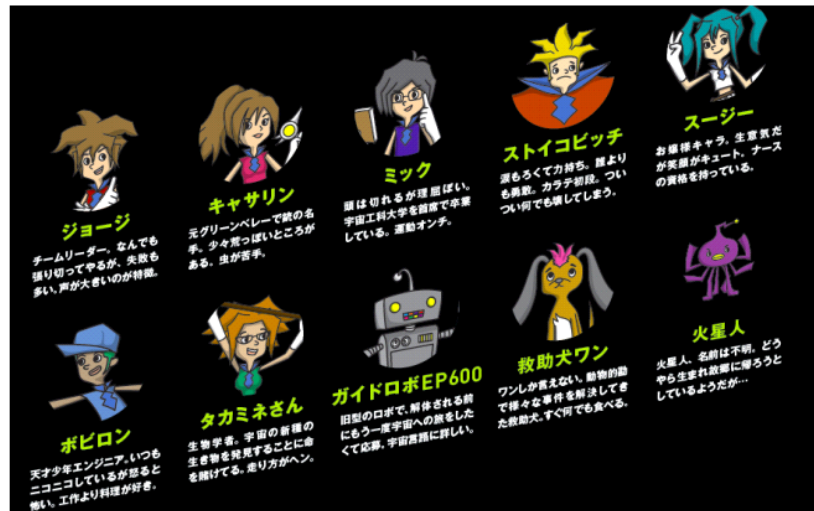 ジョージ
チームリーダー。なんでも
張り切ってやるが、失敗も
多い。声が大きいのが特徴。
キャサリン
元グリーンベレーで銃の名
手。少々荒っぽいところが
ある。虫が苦手。
ミック
頭は切れるが理屈ぽい。
宇宙工科大学を首席で卒業
している。運動オンチ。
ストイコビッチ
涙もろくて力持ち。誰より
も勇敢。カラテ初段。つい
つい何でも壊してしまう。
スージー
お嬢様キャラ。生意気だ
が笑顔がキュート。ナース
の資格を持っている。
ボビロン
天才少年エンジニア。いつも
ニコニコしているが怒ると
怖い。工作より料理が好き。
タカミネさん
生物学者。宇宙の新種の
生き物を発見することに命
を賭けてる。走り方がヘン。
ガイドロボEP600
旧型のロボで、解体される前
にもう一度宇宙への旅をした
くて応募。宇宙言語に詳しい。
救助犬ワン
ワンしか言えない。動物的勘
で様々な事件を解決してき
た救助犬。すぐ何でも食べる。
火星人
火星人、名前は不明。どう
やら生まれ故郷に帰ろうと
しているようだが…